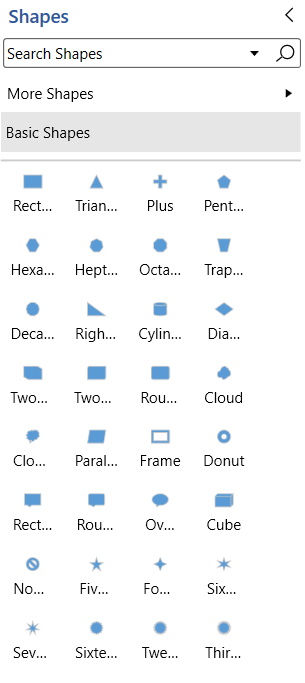 Shapes
Search Shapes
More Shapes
Basic Shapes
Rect... Trian... Plus Pent...
Hexa... Hept... Octa... Trap...
Deca... Righ... Cylin... Dia...
Two... Two... Rou... Cloud
Clo... Paral... Frame Donut
Rect... Rou... Ov... Cube
No... Fiv... Fo... Six...
Sev... Sixte... Twe... Thir...